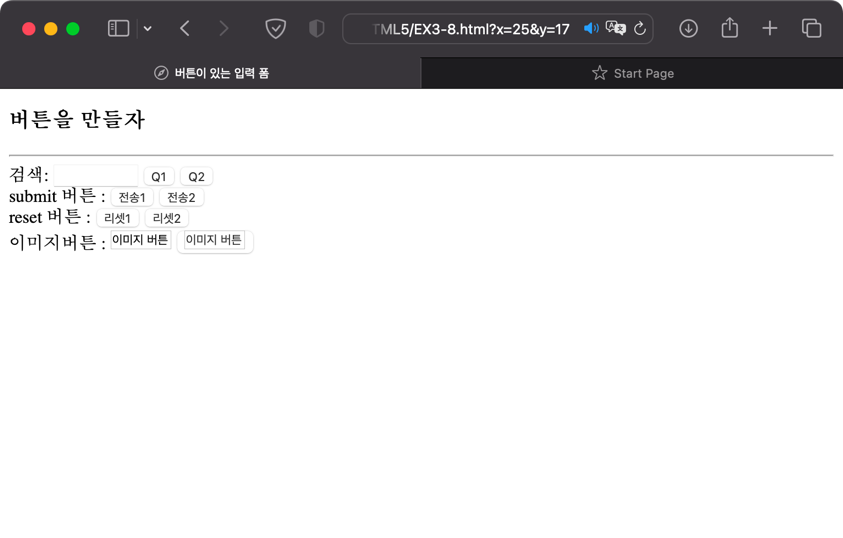 TML5/EX3-8.html?x=25&y=17
버튼이 있는 입력 폼
Start Page
버튼을 만들자
검색: Q1 Q2
submit 버튼 : 전송1 전송2
reset 버튼 : 리셋1 리셋2
이미지버튼 : 이미지 버튼 이미지 버튼